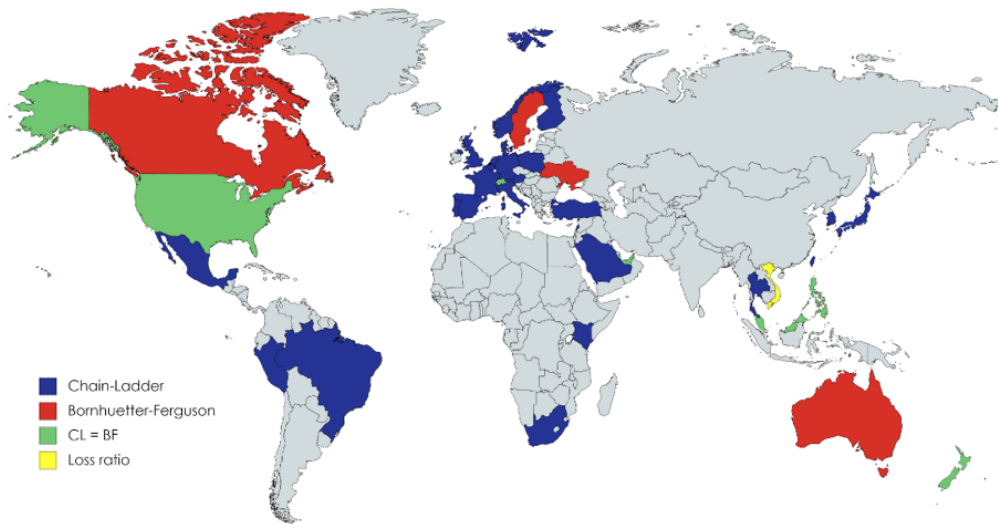 Chain-Ladder
Bornhuetter-Ferguson
CL = BF
Loss ratio